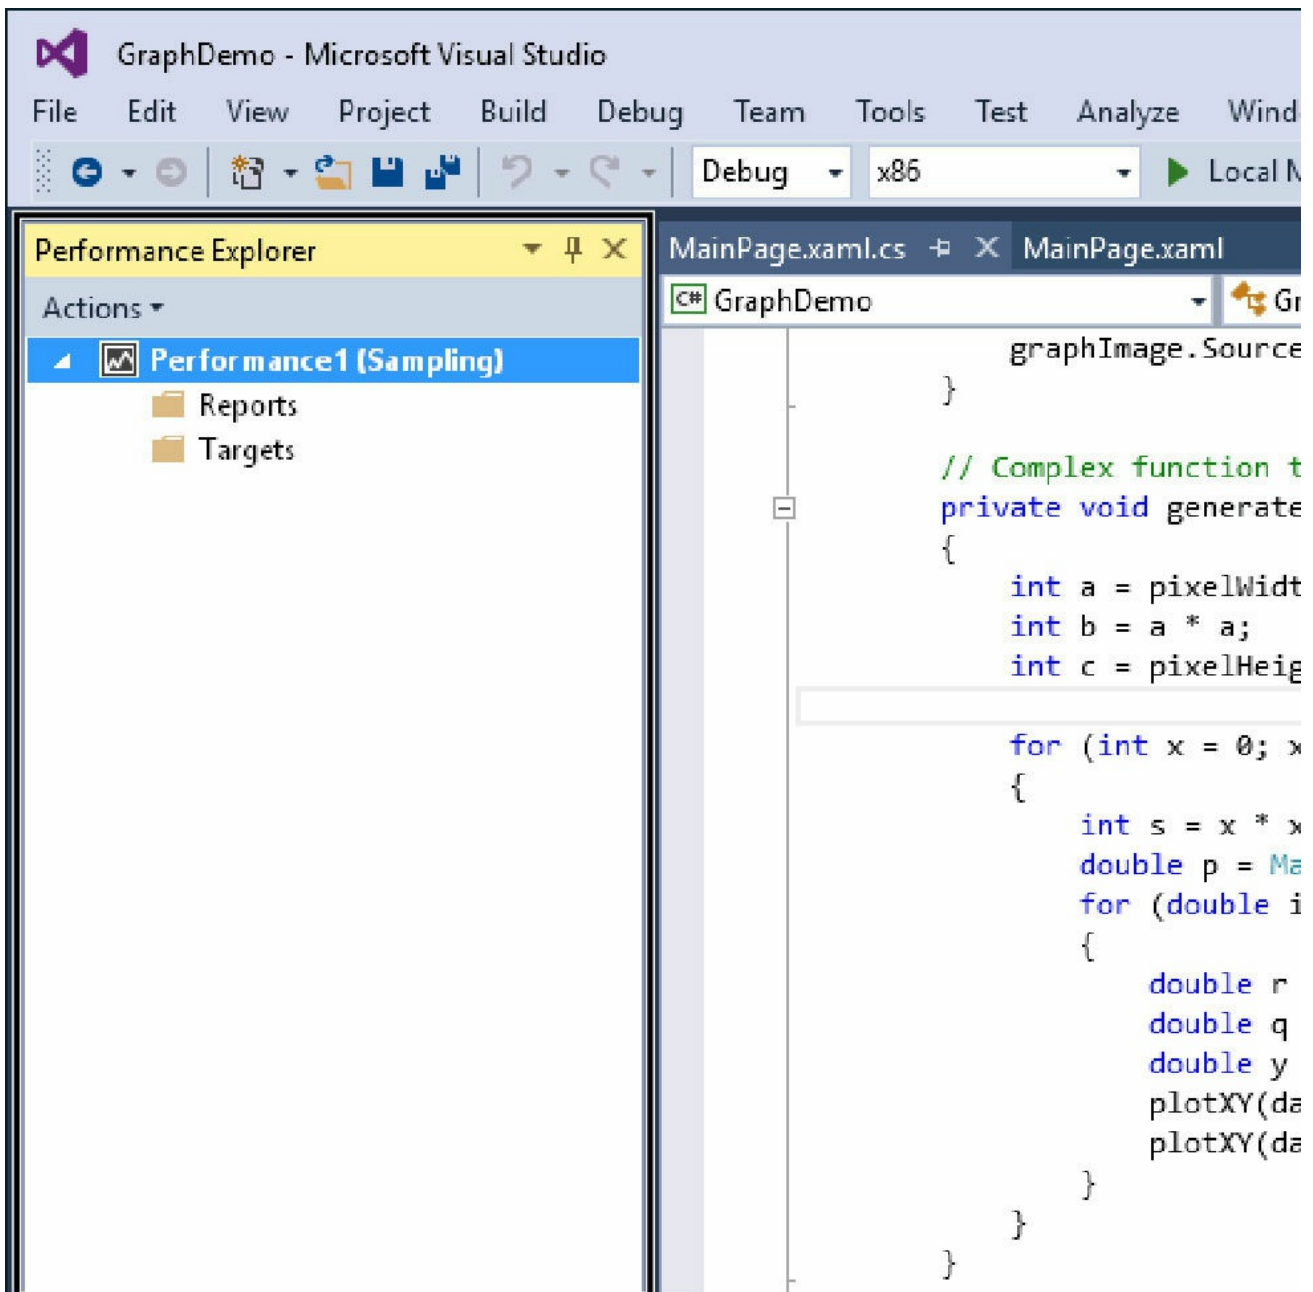 GraphDemo - Microsoft Visual Studio
File Edit View Project Build Debug Team Tools Test Analyze
Debug x86 Local
Performance Explorer
Actions
Performance1 (Sampling)
Reports
Targets
MainPage.xaml.cs MainPage.xaml
C# GraphDemo
graphImage.Source
}
// Complex function
private void generate
{
int a = pixelWidt
int b = a * a;
int c = pixelHeig
for (int x = 0; x
{
int s = x * x
double p = Ma
for (double i
{
double r
double q
double y
plotXY(da
plotXY(da
}
}
}